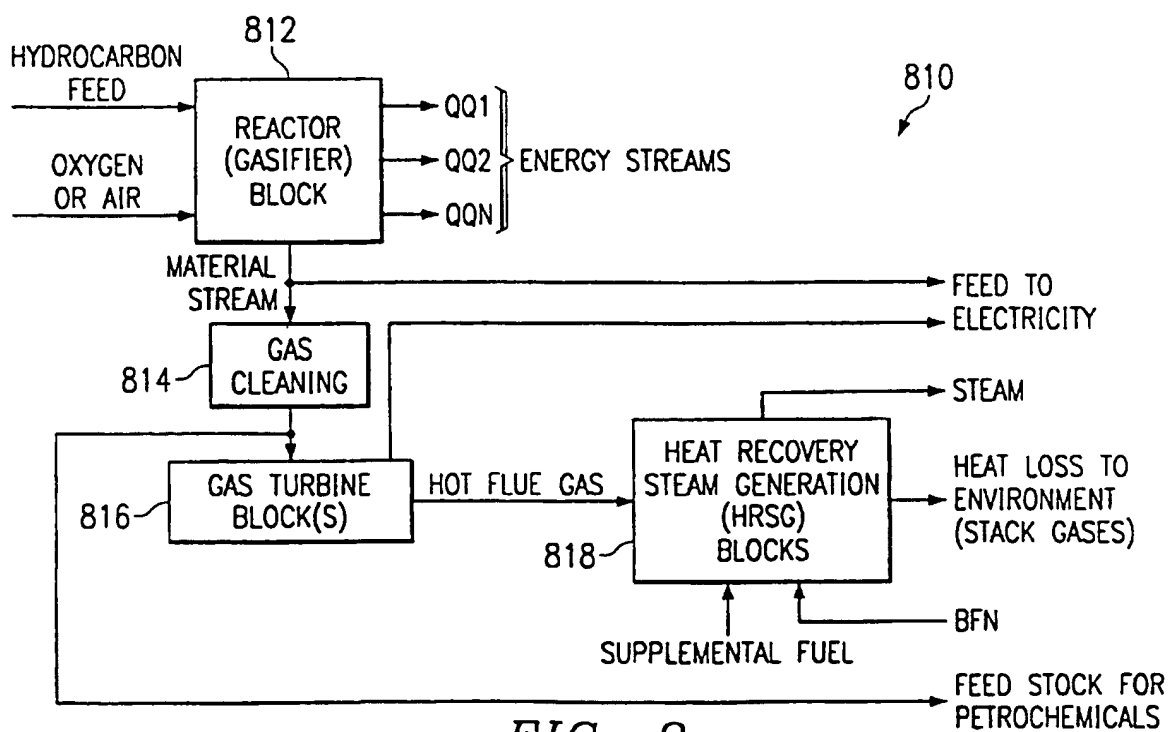 812
HYDROCARBON
FEED
810
REACTOR
(GASIFIER)
BLOCK
QQ1
QQ2
QQN
ENERGY STREAMS
OXYGEN
OR AIR
MATERIAL
STREAM
FEED TO
ELECTRICITY
GAS
CLEANING
814
STEAM
HEAT RECOVERY
STEAM GENERATION
(HRSG)
BLOCKS
818
HEAT LOSS TO
ENVIRONMENT
(STACK GASES)
GAS TURBINE
BLOCK(S)
816
HOT FLUE GAS
BFN
SUPPLEMENTAL FUEL
FEED STOCK FOR
PETROCHEMICALS